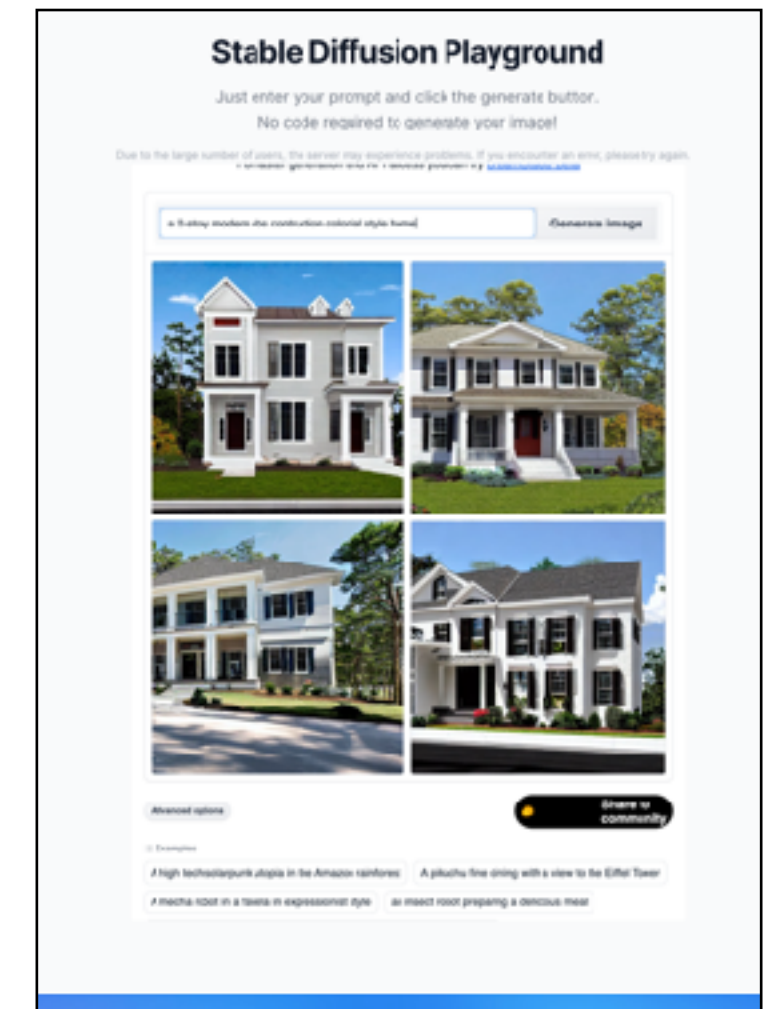 Stable Diffusion Playground
Just enter your prompt and click the generate button.
No code required to generate your image!
Due to the large number of users, the server may experience problems. If you encounter an error, please try again.
modern colonial style home
Generate Image
Advanced options
Share to
community
Examples
A high tech solarpunk utopia in the Amazon rainforest
A pikachu fine dining with a view to the Eiffel Tower
A mecha robot in a favela in expressionist style
an insect robot preparing a delicious meal